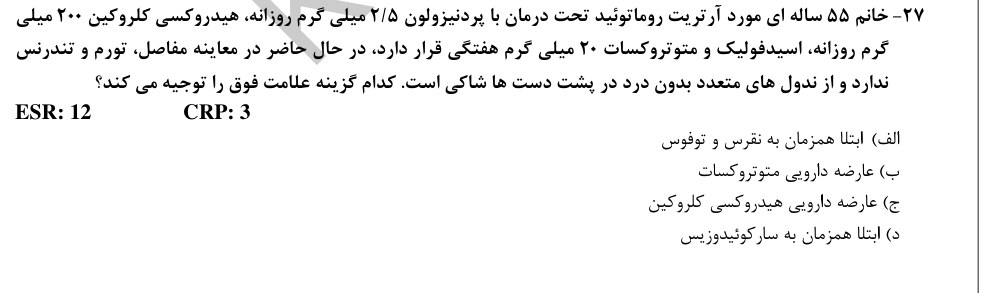 ۲۷- خانم ۵۵ ساله ای مورد آرتریت روماتوئید تحت درمان با پردنیزولون ۲/۵ میلی گرم روزانه، هیدروکسی کلروکین ۲۰۰ میلی
گرم روزانه، اسیدفولیک و متوتروکسات ۲۰ میلی گرم هفتگی قرار دارد، در حال حاضر در معاینه مفاصل، تورم و تندرنس
ندارد و از ندول های متعدد بدون درد در پشت دست ها شاکی است. کدام گزینه علامت فوق را توجیه می کند؟
ESR: 12 CRP: 3
الف) ابتلا همزمان به نقرس و توفوس
ب) عارضه دارویی متوتروکسات
ج) عارضه دارویی هیدروکسی کلروکین
د) ابتلا همزمان به سارکوئیدوزیس